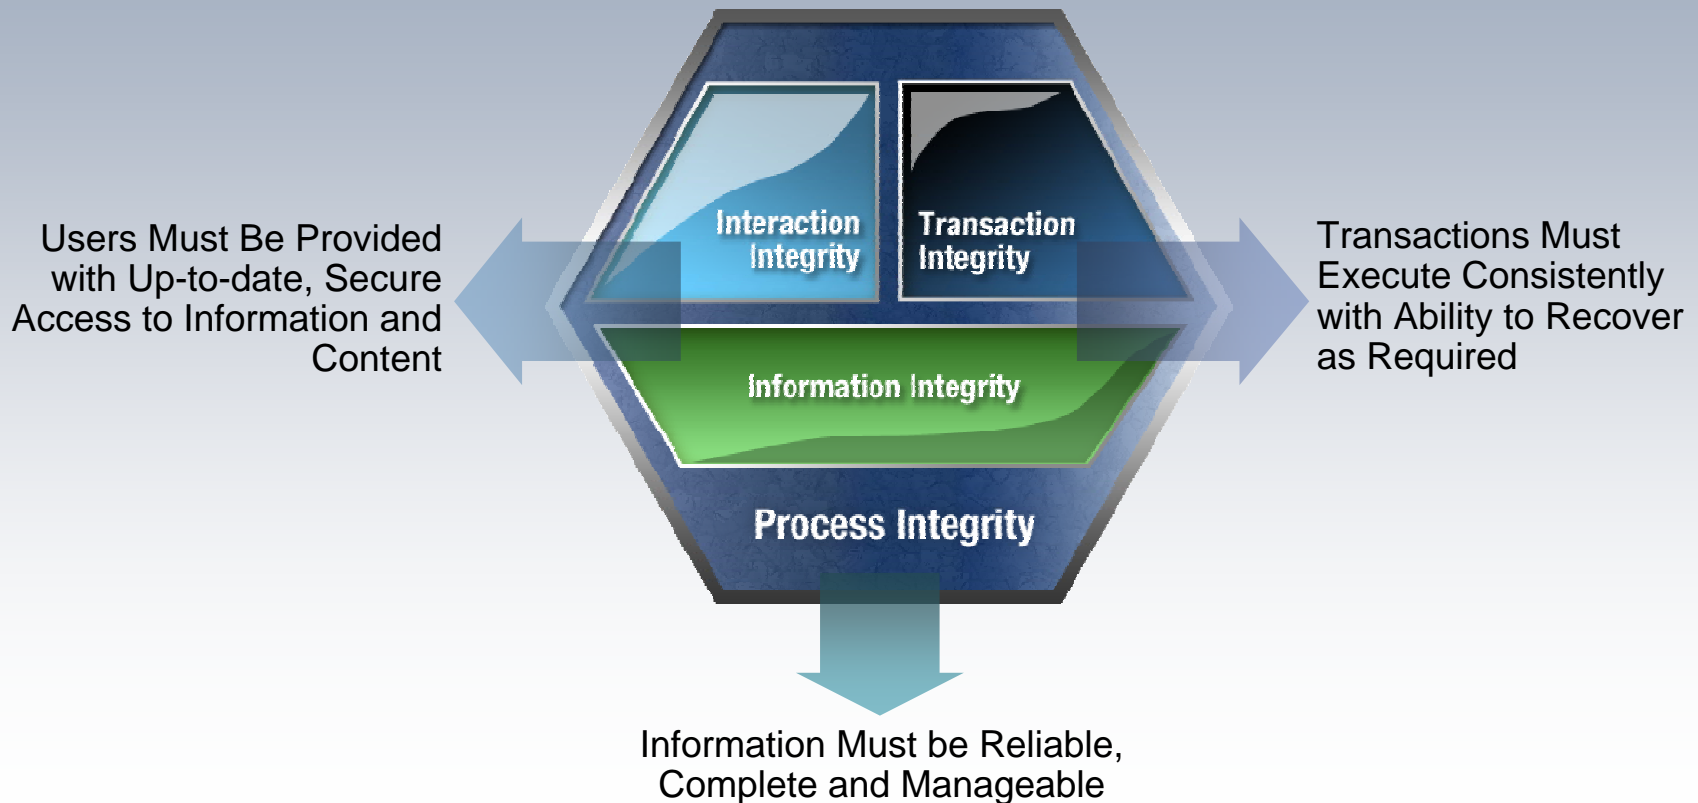 Interaction
Integrity
Transaction
Integrity
Users Must Be Provided
with Up-to-date, Secure
Access to Information and
Content
Transactions Must
Execute Consistently
with Ability to Recover
as Required
Information Integrity
Process Integrity
Information Must be Reliable,
Complete and Manageable